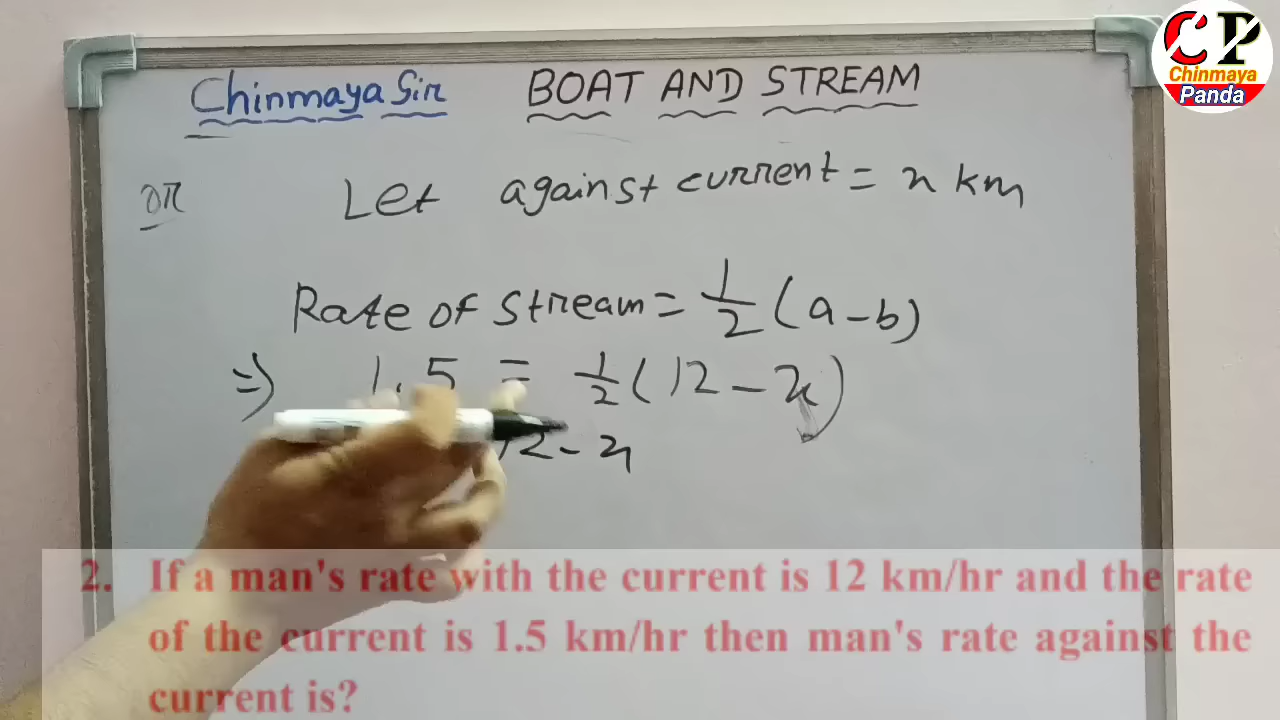 CP
Chinmaya
Panda
Chinmaya Sir BOAT AND STREAM
or Let against current = x km
Rate of stream = 1/2 (a - b)
=> 1.5 = 1/2 (12 - x)
12 - x
2. If a man's rate with the current is 12 km/hr and the rate
of the current is 1.5 km/hr then man's rate against the
current is?